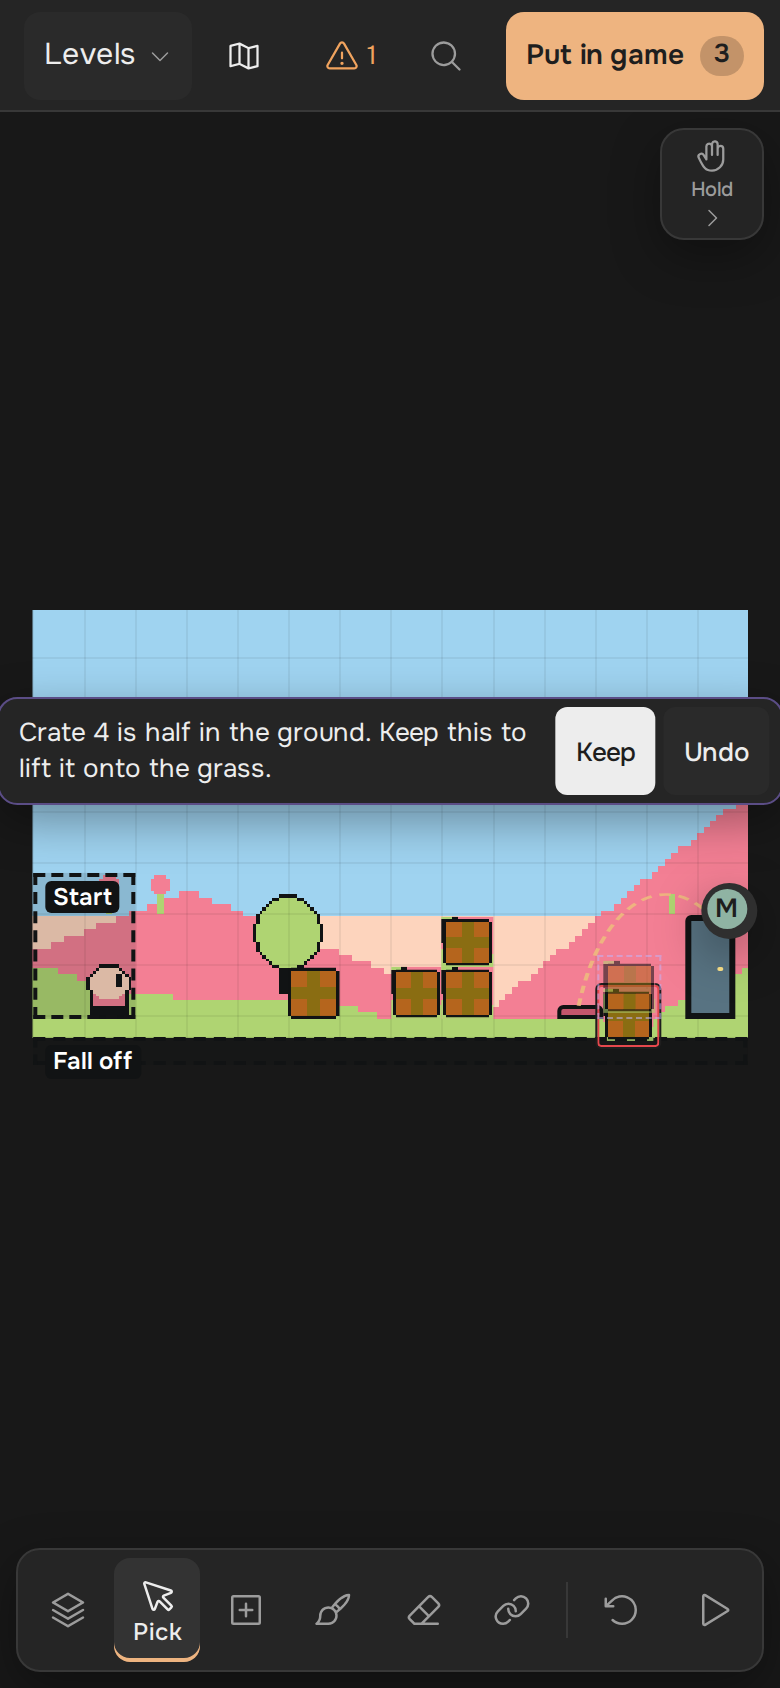 Levels
1
Put in game 3
Hold
Crate 4 is half in the ground. Keep this to
lift it onto the grass.
Keep
Undo
Start
M
Fall off
Pick